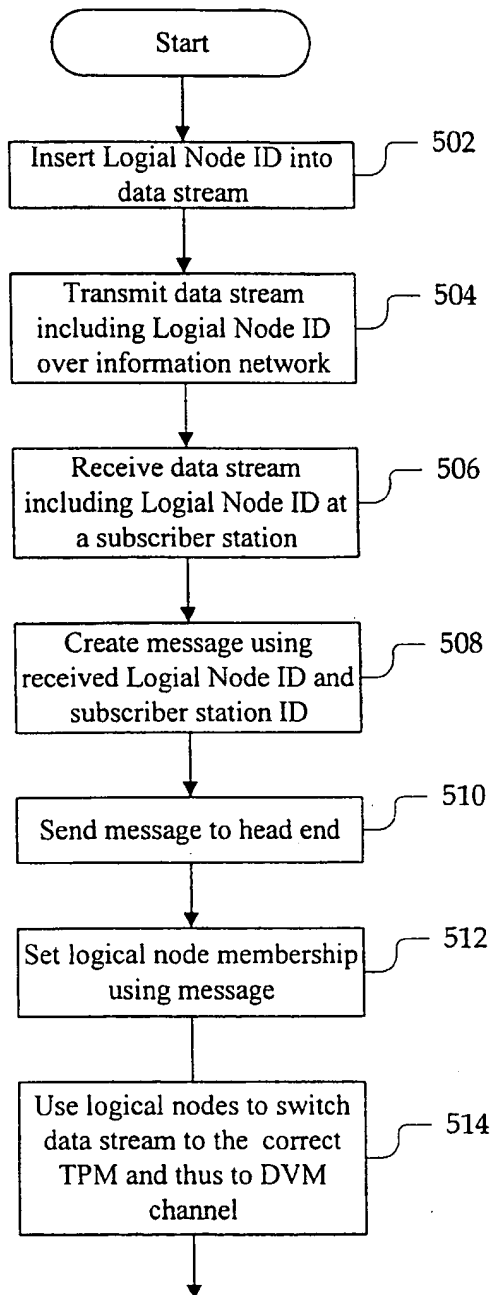 Start
Insert Logial Node ID into
data stream
502
Transmit data stream
including Logial Node ID
over information network
504
Receive data stream
including Logial Node ID at
a subscriber station
506
Create message using
received Logial Node ID and
subscriber station ID
508
Send message to head end
510
Set logical node membership
using message
512
Use logical nodes to switch
data stream to the correct
TPM and thus to DVM
channel
514